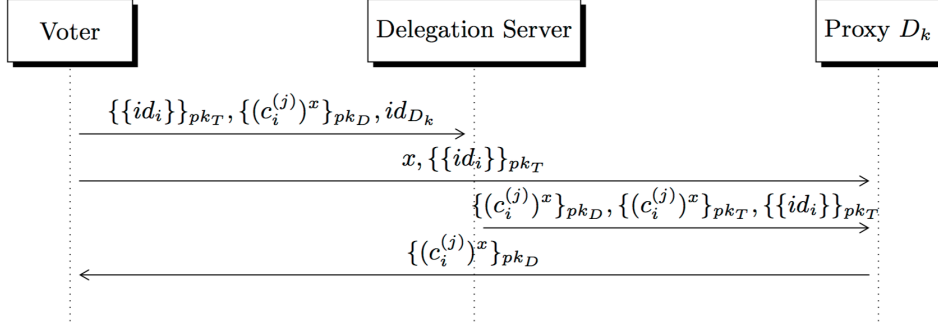 Voter Delegation Server Proxy $D_k$
$\{\{id_i\}\}_{pk_T}, \{(c_i^{(j)})^x\}_{pk_D}, id_{D_k}$
$x, \{\{id_i\}\}_{pk_T}$
$\{(c_i^{(j)})^x\}_{pk_D}, \{(c_i^{(j)})^x\}_{pk_T}, \{\{id_i\}\}_{pk_T}$
$\{(c_i^{(j)})^x\}_{pk_D}$